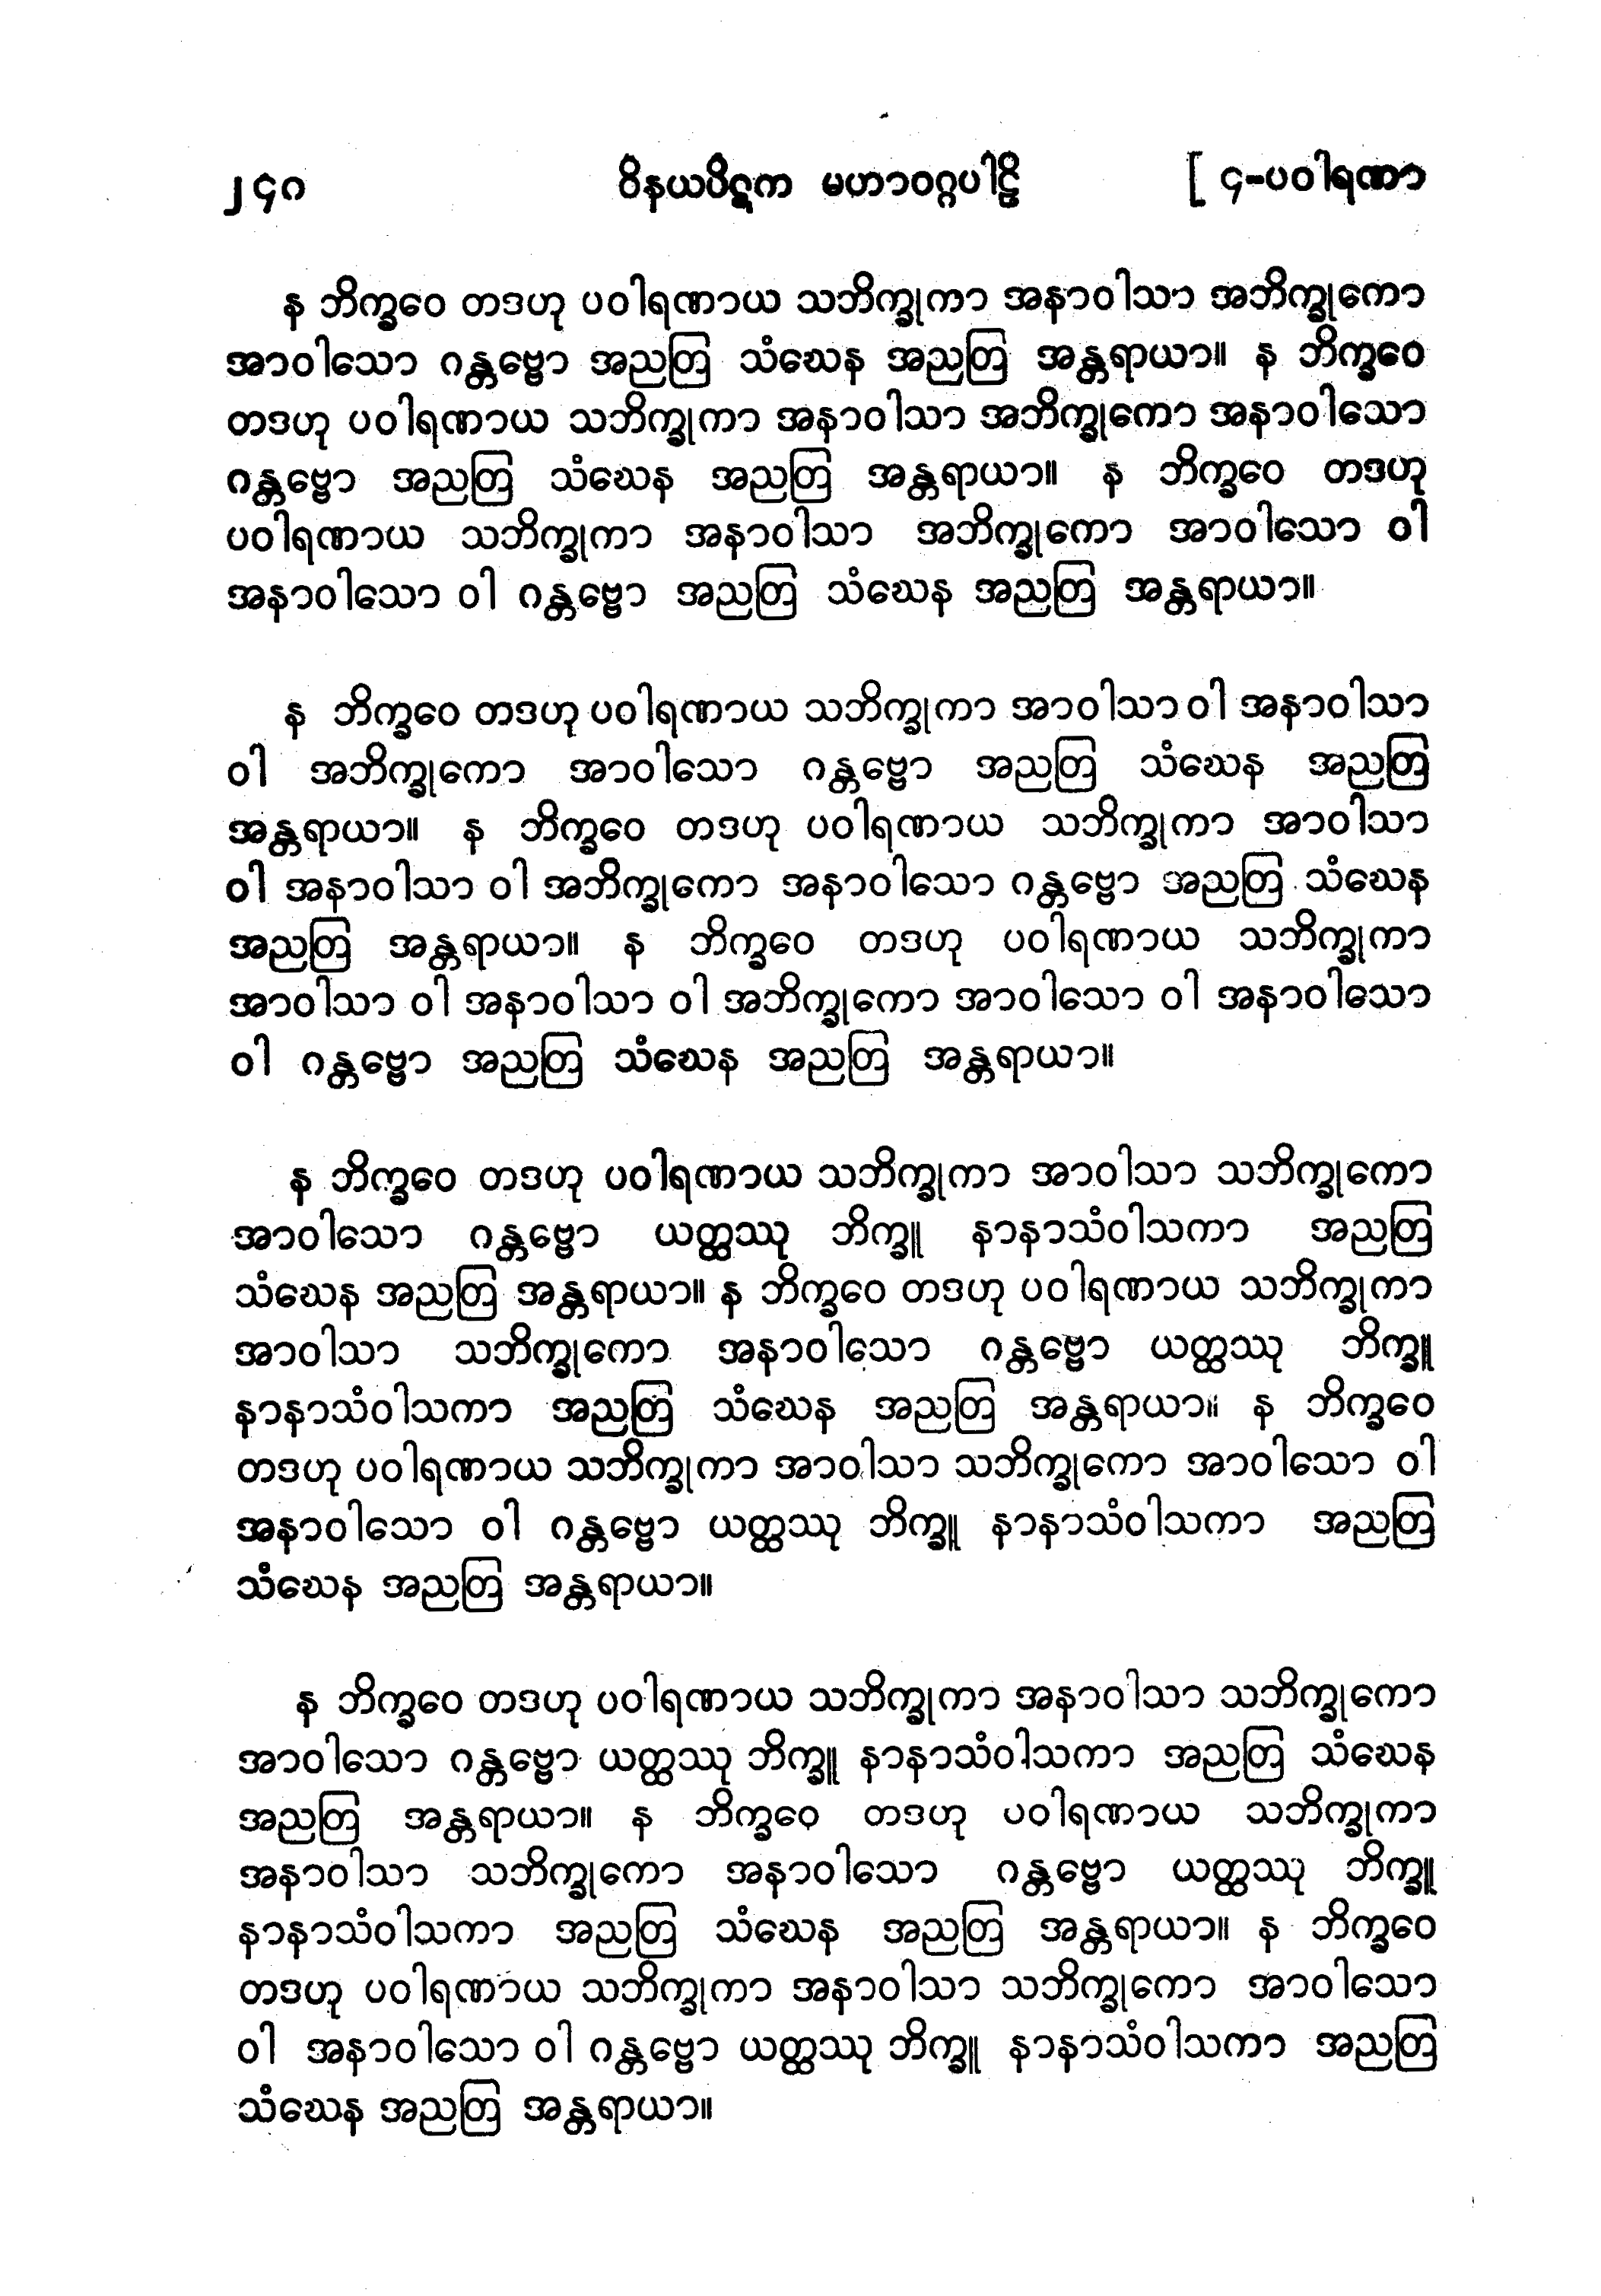 ၂၄၈ ဝိနယပိဋက မဟာဝဂ္ဂပါဠိ [ ၄-ပဝါရဏာ
န ဘိက္ခဝေ တဒဟု ပဝါရဏာယ သဘိက္ခုကာ အနာဝါသာ အဘိက္ခုကော
အာဝါသော ဂန္တဗ္ဗော အညတြ သံဃေန အညတြ အန္တရာယာ။ န ဘိက္ခဝေ
တဒဟု ပဝါရဏာယ သဘိက္ခုကာ အနာဝါသာ အဘိက္ခုကော အနာဝါသော
ဂန္တဗ္ဗော အညတြ သံဃေန အညတြ အန္တရာယာ။ န ဘိက္ခဝေ တဒဟု
ပဝါရဏာယ သဘိက္ခုကာ အနာဝါသာ အဘိက္ခုကော အာဝါသော ဝါ
အနာဝါသော ဝါ ဂန္တဗ္ဗော အညတြ သံဃေန အညတြ အန္တရာယာ။
န ဘိက္ခဝေ တဒဟု ပဝါရဏာယ သဘိက္ခုကာ အာဝါသာ ဝါ အနာဝါသာ
ဝါ အဘိက္ခုကော အာဝါသော ဂန္တဗ္ဗော အညတြ သံဃေန အညတြ
အန္တရာယာ။ န ဘိက္ခဝေ တဒဟု ပဝါရဏာယ သဘိက္ခုကာ အာဝါသာ
ဝါ အနာဝါသာ ဝါ အဘိက္ခုကော အနာဝါသော ဂန္တဗ္ဗော အညတြ သံဃေန
အညတြ အန္တရာယာ။ န ဘိက္ခဝေ တဒဟု ပဝါရဏာယ သဘိက္ခုကာ
အာဝါသာ ဝါ အနာဝါသာ ဝါ အဘိက္ခုကော အာဝါသော ဝါ အနာဝါသော
ဝါ ဂန္တဗ္ဗော အညတြ သံဃေန အညတြ အန္တရာယာ။
န ဘိက္ခဝေ တဒဟု ပဝါရဏာယ သဘိက္ခုကာ အာဝါသာ သဘိက္ခုကော
အာဝါသော ဂန္တဗ္ဗော ယတ္ထဿု ဘိက္ခူ နာနာသံဝါသကာ အညတြ
သံဃေန အညတြ အန္တရာယာ။ န ဘိက္ခဝေ တဒဟု ပဝါရဏာယ သဘိက္ခုကာ
အာဝါသာ သဘိက္ခုကော အနာဝါသော ဂန္တဗ္ဗော ယတ္ထဿု ဘိက္ခူ
နာနာသံဝါသကာ အညတြ သံဃေန အညတြ အန္တရာယာ။ န ဘိက္ခဝေ
တဒဟု ပဝါရဏာယ သဘိက္ခုကာ အာဝါသာ သဘိက္ခုကော အာဝါသော ဝါ
အနာဝါသော ဝါ ဂန္တဗ္ဗော ယတ္ထဿု ဘိက္ခူ နာနာသံဝါသကာ အညတြ
သံဃေန အညတြ အန္တရာယာ။
န ဘိက္ခဝေ တဒဟု ပဝါရဏာယ သဘိက္ခုကာ အနာဝါသာ သဘိက္ခုကော
အာဝါသော ဂန္တဗ္ဗော ယတ္ထဿု ဘိက္ခူ နာနာသံဝါသကာ အညတြ သံဃေန
အညတြ အန္တရာယာ။ န ဘိက္ခဝေ တဒဟု ပဝါရဏာယ သဘိက္ခုကာ
အနာဝါသာ သဘိက္ခုကော အနာဝါသော ဂန္တဗ္ဗော ယတ္ထဿု ဘိက္ခူ
နာနာသံဝါသကာ အညတြ သံဃေန အညတြ အန္တရာယာ။ န ဘိက္ခဝေ
တဒဟု ပဝါရဏာယ သဘိက္ခုကာ အနာဝါသာ သဘိက္ခုကော အာဝါသော
ဝါ အနာဝါသော ဝါ ဂန္တဗ္ဗော ယတ္ထဿု ဘိက္ခူ နာနာသံဝါသကာ အညတြ
သံဃေန အညတြ အန္တရာယာ။